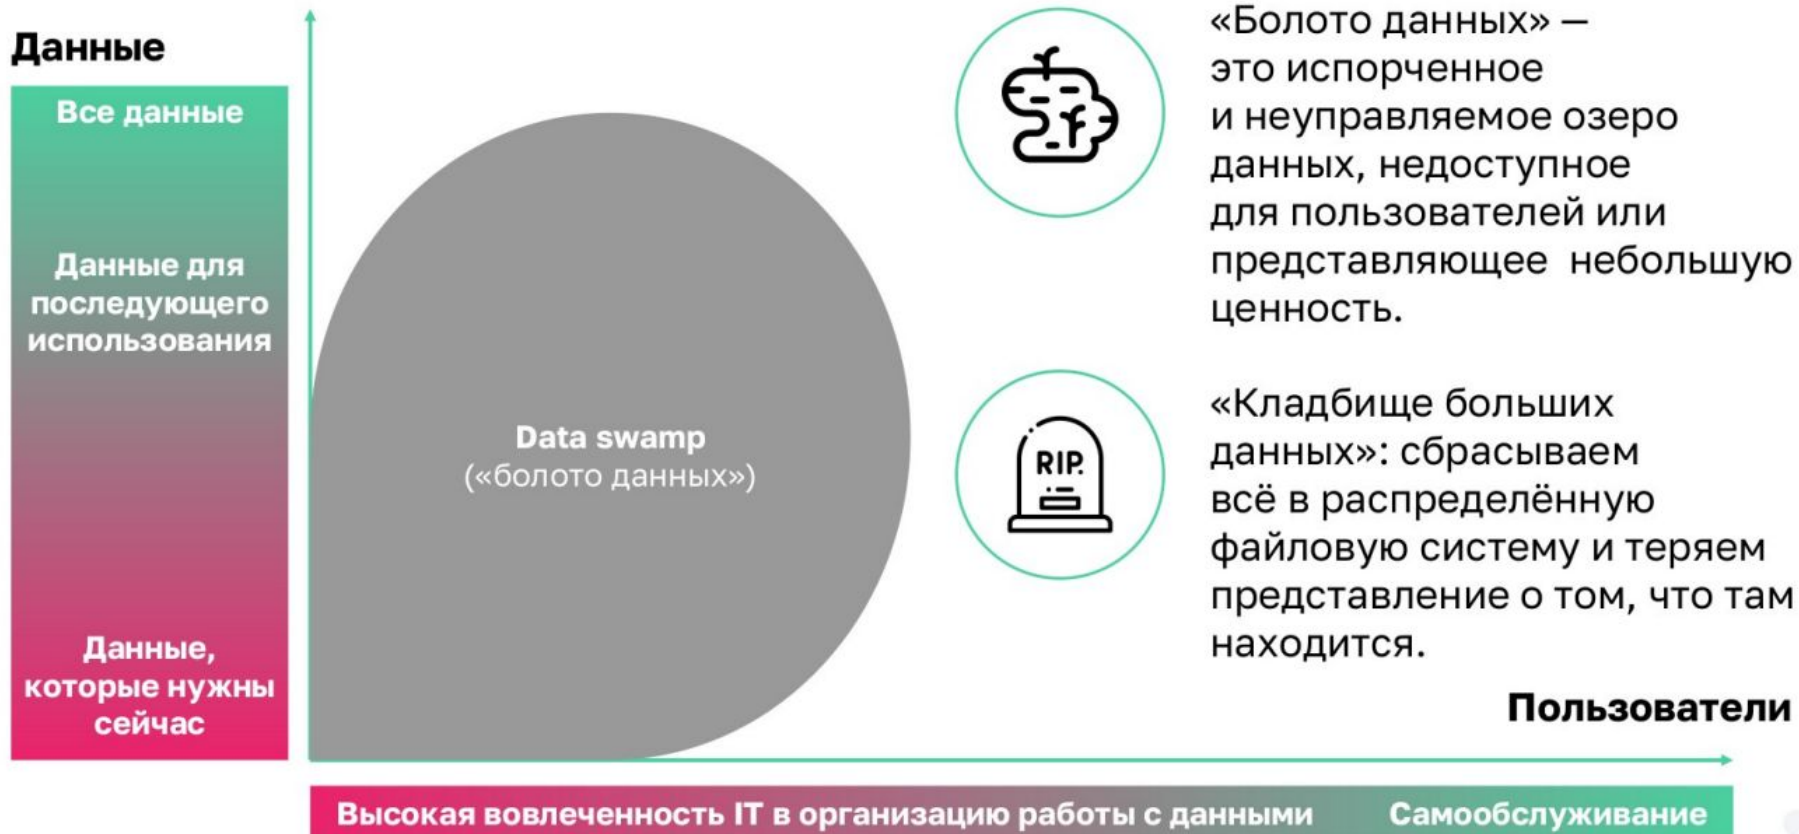 Данные
Все данные
Данные для
последующего
использования
Данные,
которые нужны
сейчас
Data swamp
(«болото данных»)
«Болото данных» —
это испорченное
и неуправляемое озеро
данных, недоступное
для пользователей или
представляющее небольшую
ценность.
RIP.
«Кладбище больших
данных»: сбрасываем
всё в распределённую
файловую систему и теряем
представление о том, что там
находится.
Пользователи
Высокая вовлеченность IT в организацию работы с данными
Самообслуживание